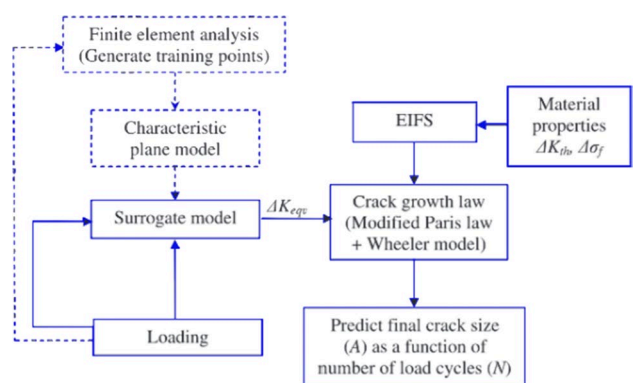 Finite element analysis
(Generate training points)
Characteristic
plane model
Surrogate model
Loading
ΔK_eqv
EIFS
Material
properties
ΔK_th, Δσ_f
Crack growth law
(Modified Paris law
+ Wheeler model)
Predict final crack size
(A) as a function of
number of load cycles (N)